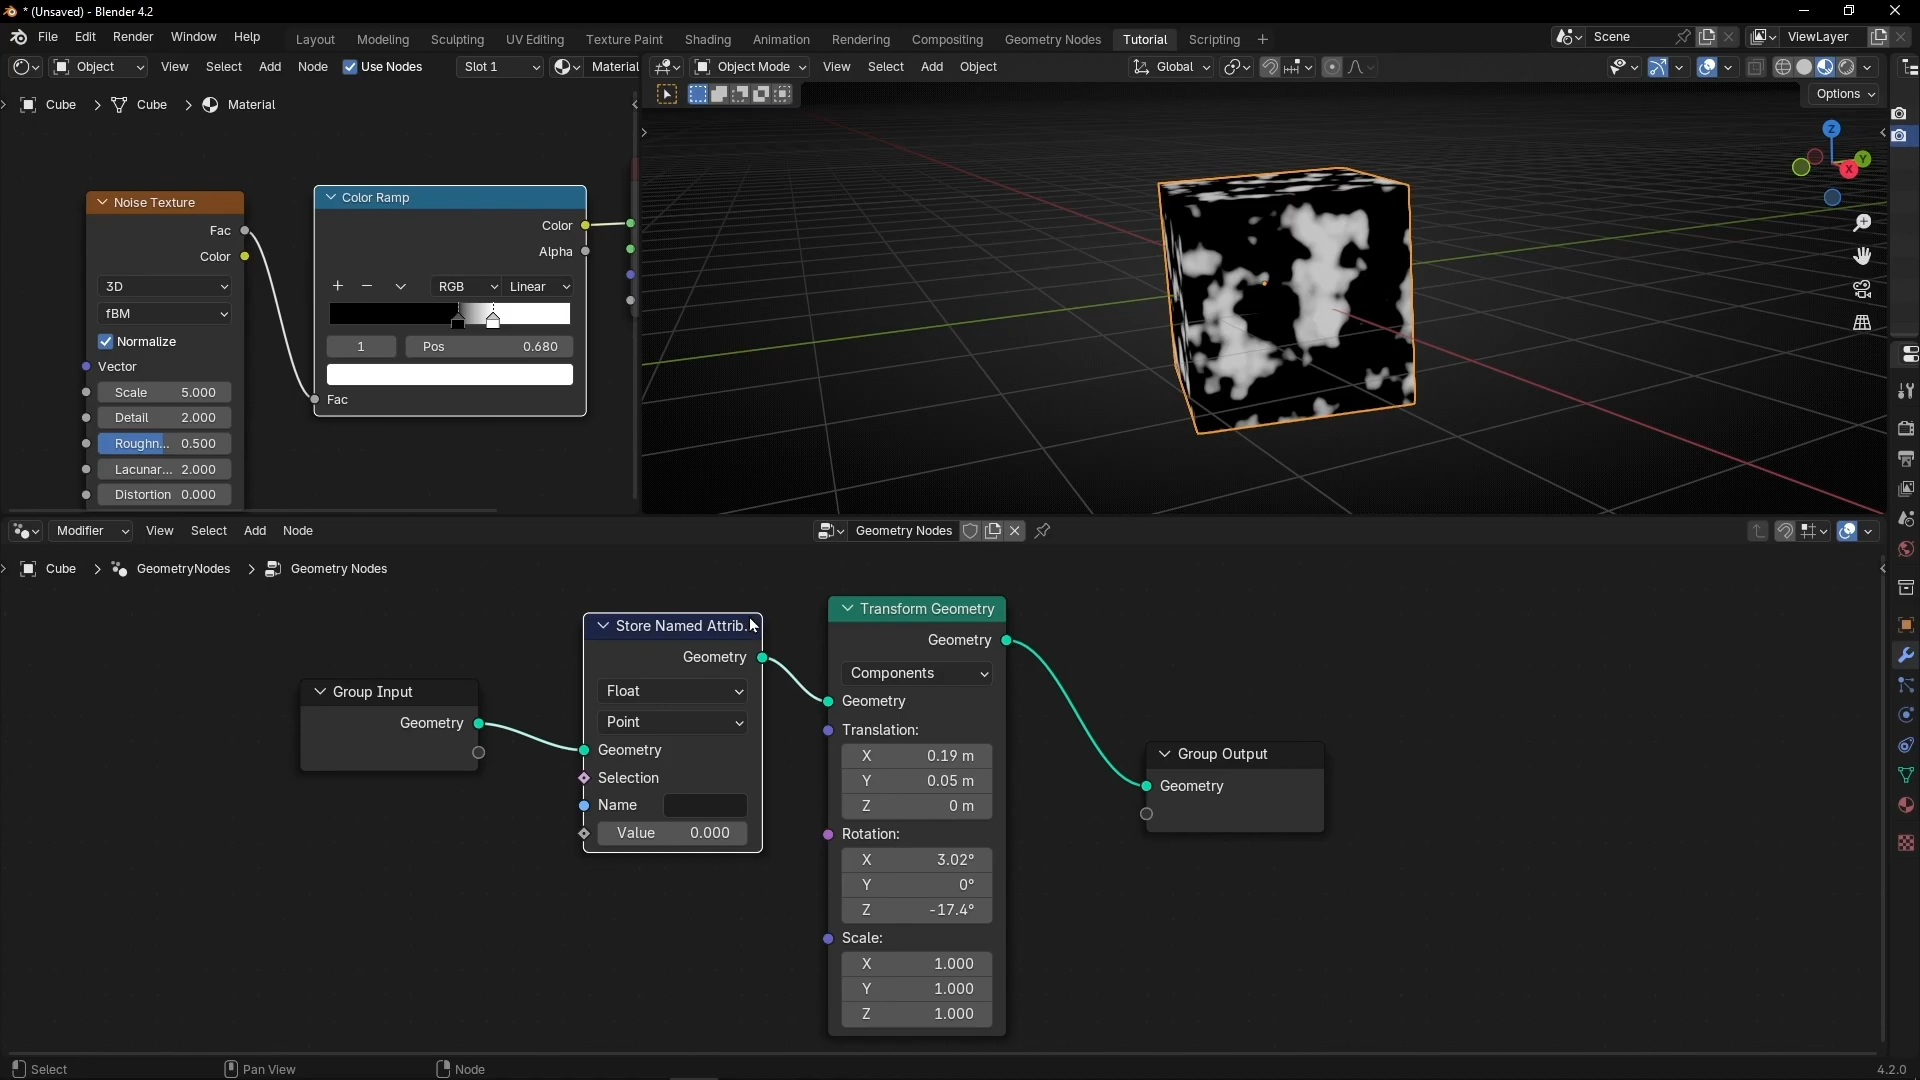 * (Unsaved) - Blender 4.2
File Edit Render Window Help
Layout Modeling Sculpting UV Editing Texture Paint Shading Animation Rendering Compositing Geometry Nodes Tutorial Scripting
Scene
ViewLayer
Object View Select Add Node Use Nodes Slot 1 Material
Object Mode View Select Add Object Global
Options
Cube Cube Material
Noise Texture
Fac
Color
3D
fBM
Normalize
Vector
Scale 5.000
Detail 2.000
Roughn... 0.500
Lacunar... 2.000
Distortion 0.000
Color Ramp
Color
Alpha
RGB Linear
1 Pos 0.680
Fac
Z
Y
X
Modifier View Select Add Node
Geometry Nodes
Cube GeometryNodes Geometry Nodes
Group Input
Geometry
Store Named Attrib..
Geometry
Float
Point
Geometry
Selection
Name
Value 0.000
Transform Geometry
Geometry
Components
Geometry
Translation:
X 0.19 m
Y 0.05 m
Z 0 m
Rotation:
X 3.02°
Y 0°
Z -17.4°
Scale:
X 1.000
Y 1.000
Z 1.000
Group Output
Geometry
Select Pan View Node
4.2.0